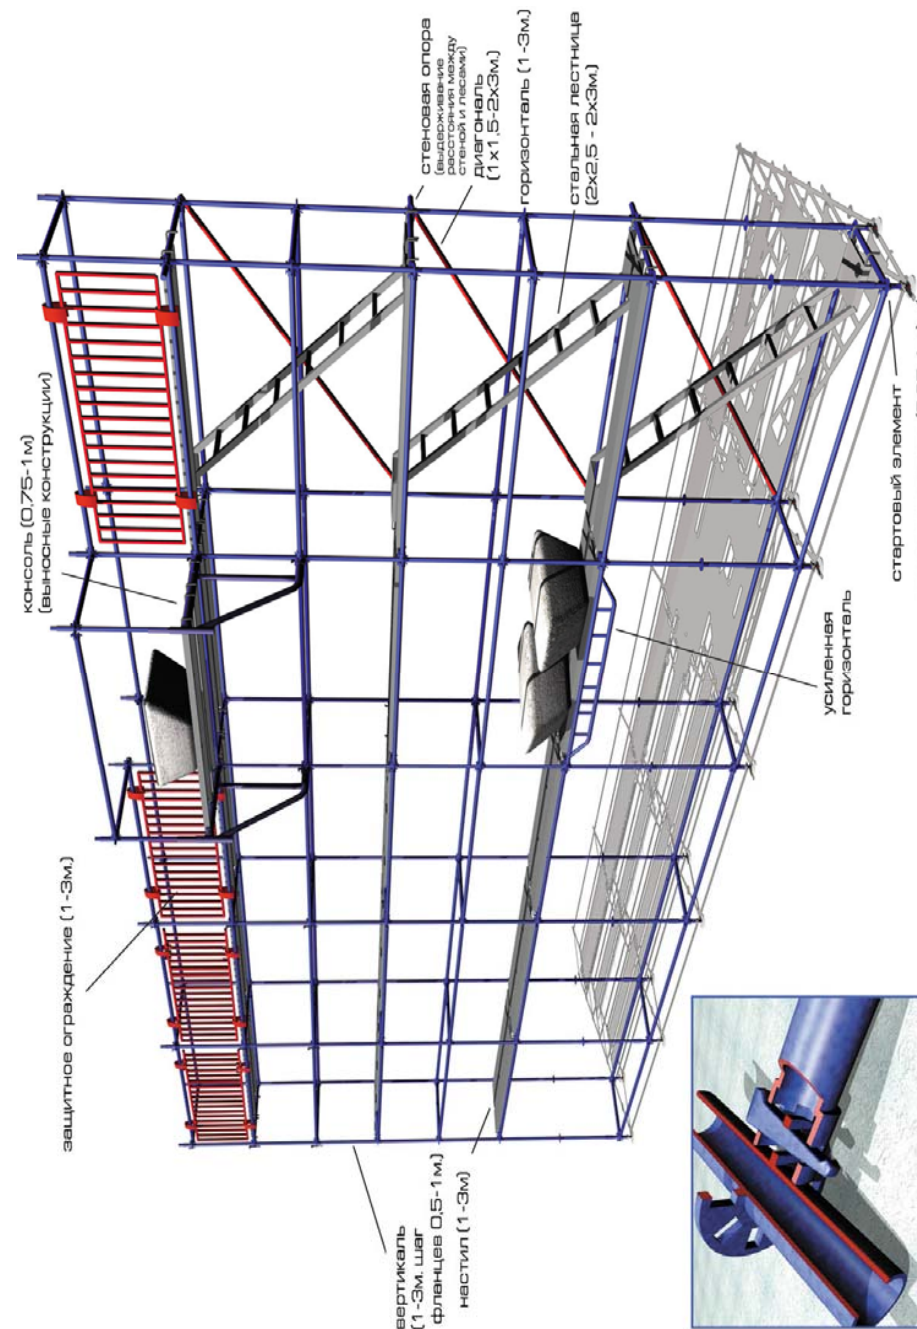 защитное ограждение (1-3м.)
консоль (0,75-1м)
(выносные конструкции)
стеновая опора
(выдерживание
расстояния между
стеной и лесами)
диагональ
(1х1,5-2х3м.)
горизонталь (1-3м.)
стальная лестница
(2х2,5 - 2х3м.)
вертикаль
(1-3м. шаг
фланцев 0,5-1м.)
настил (1-3м)
усиленная
горизонталь
стартовый элемент